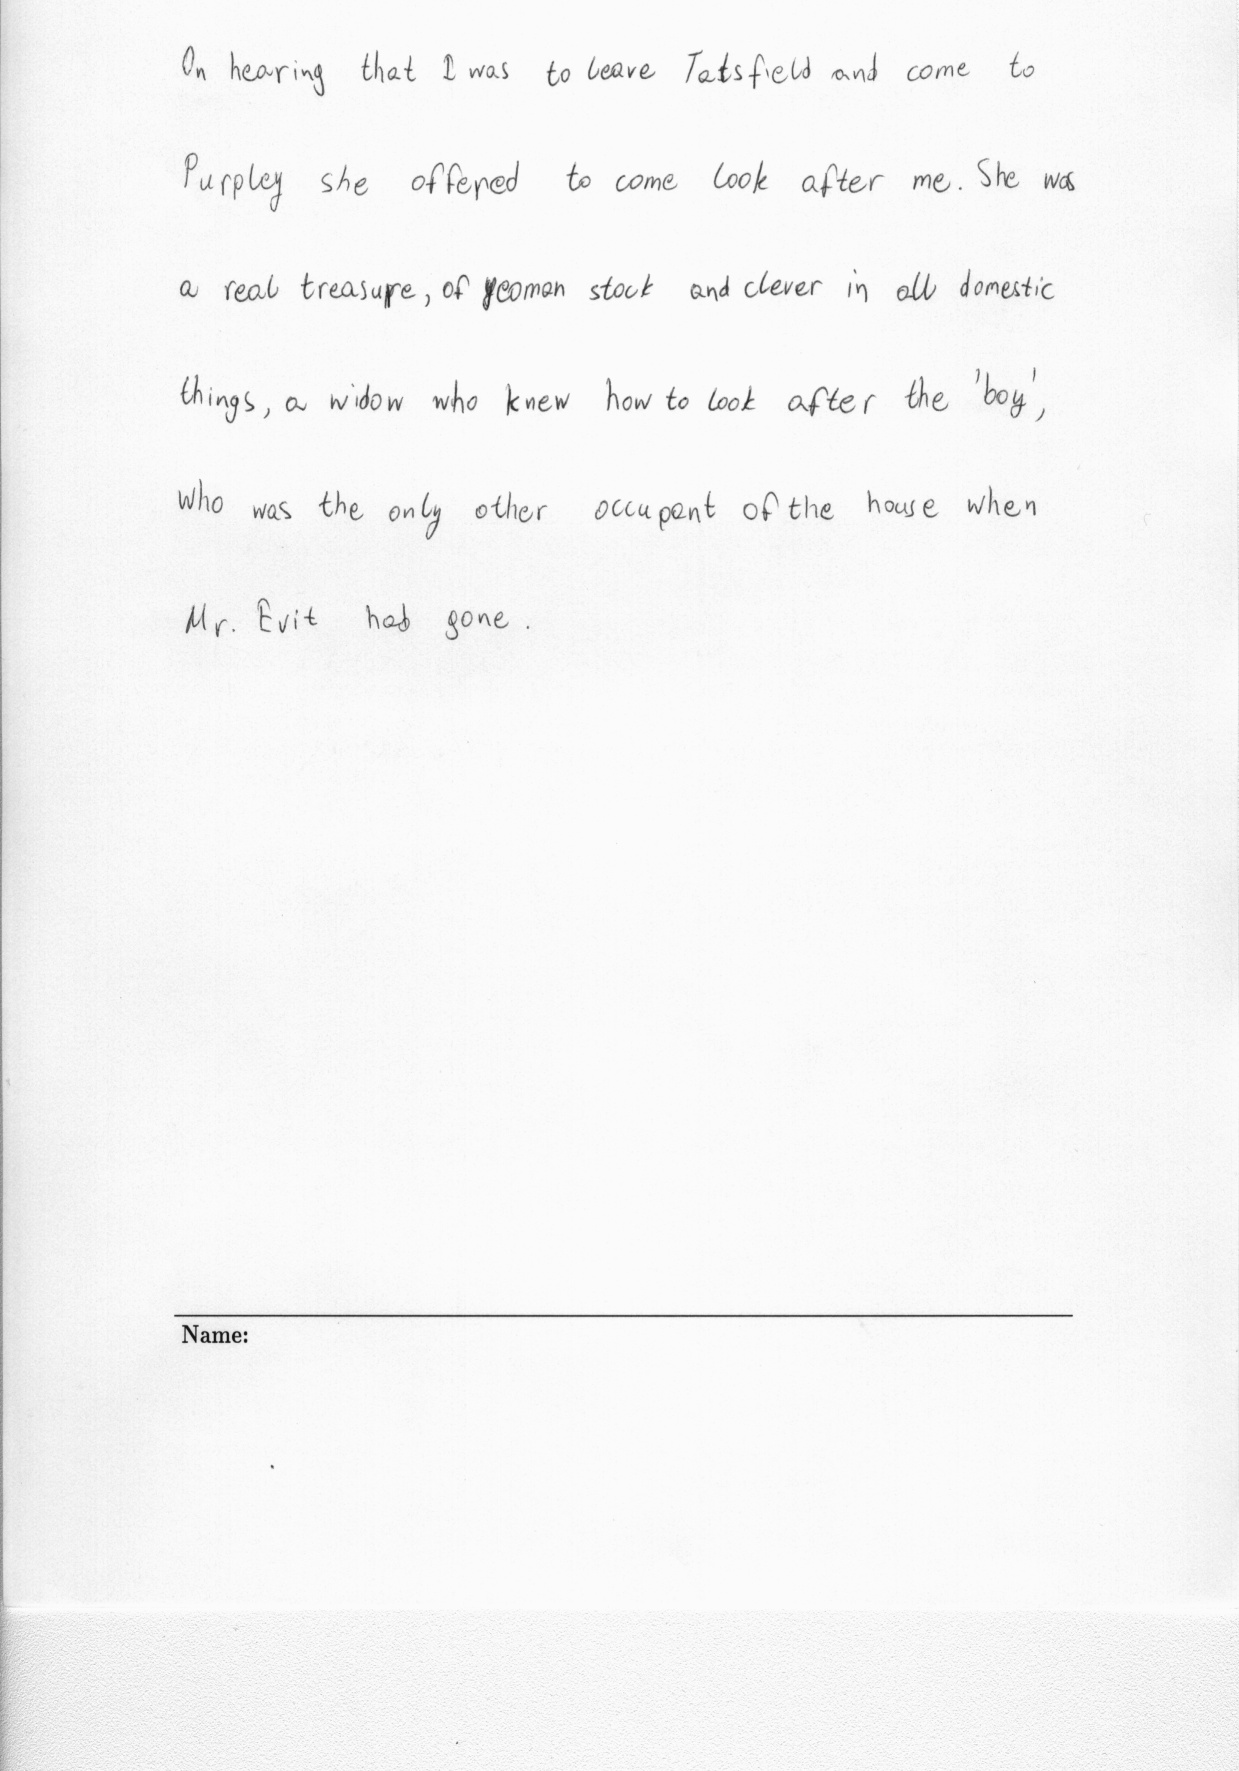 On hearing that I was to leave Tatsfield and come to
Purpley she offered to come look after me. She was
a real treasure, of yeoman stock and clever in all domestic
things, a widow who knew how to look after the 'boy',
who was the only other occupant of the house when
Mr. Evit had gone.
Name: